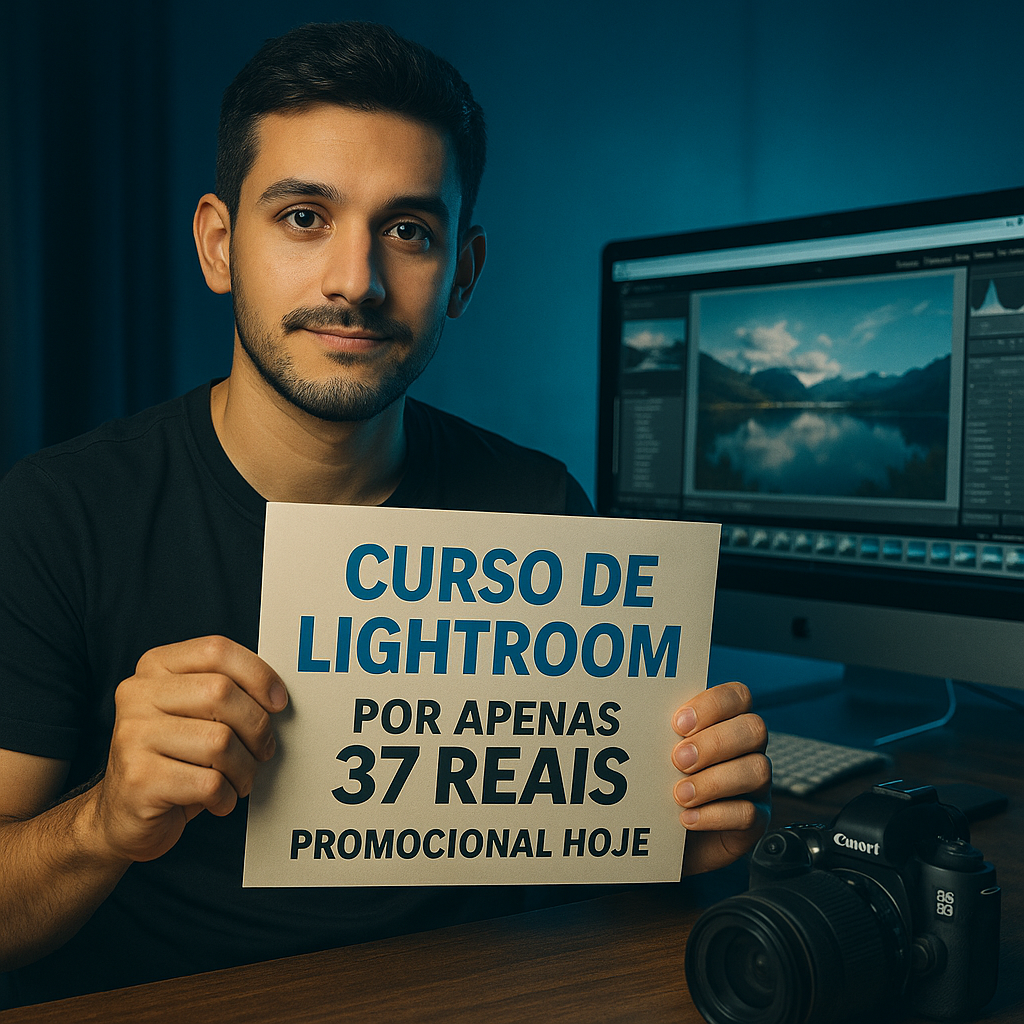 CURSO DE
LIGHTROOM
POR APENAS
37 REAIS
PROMOCIONAL HOJE
Cunort